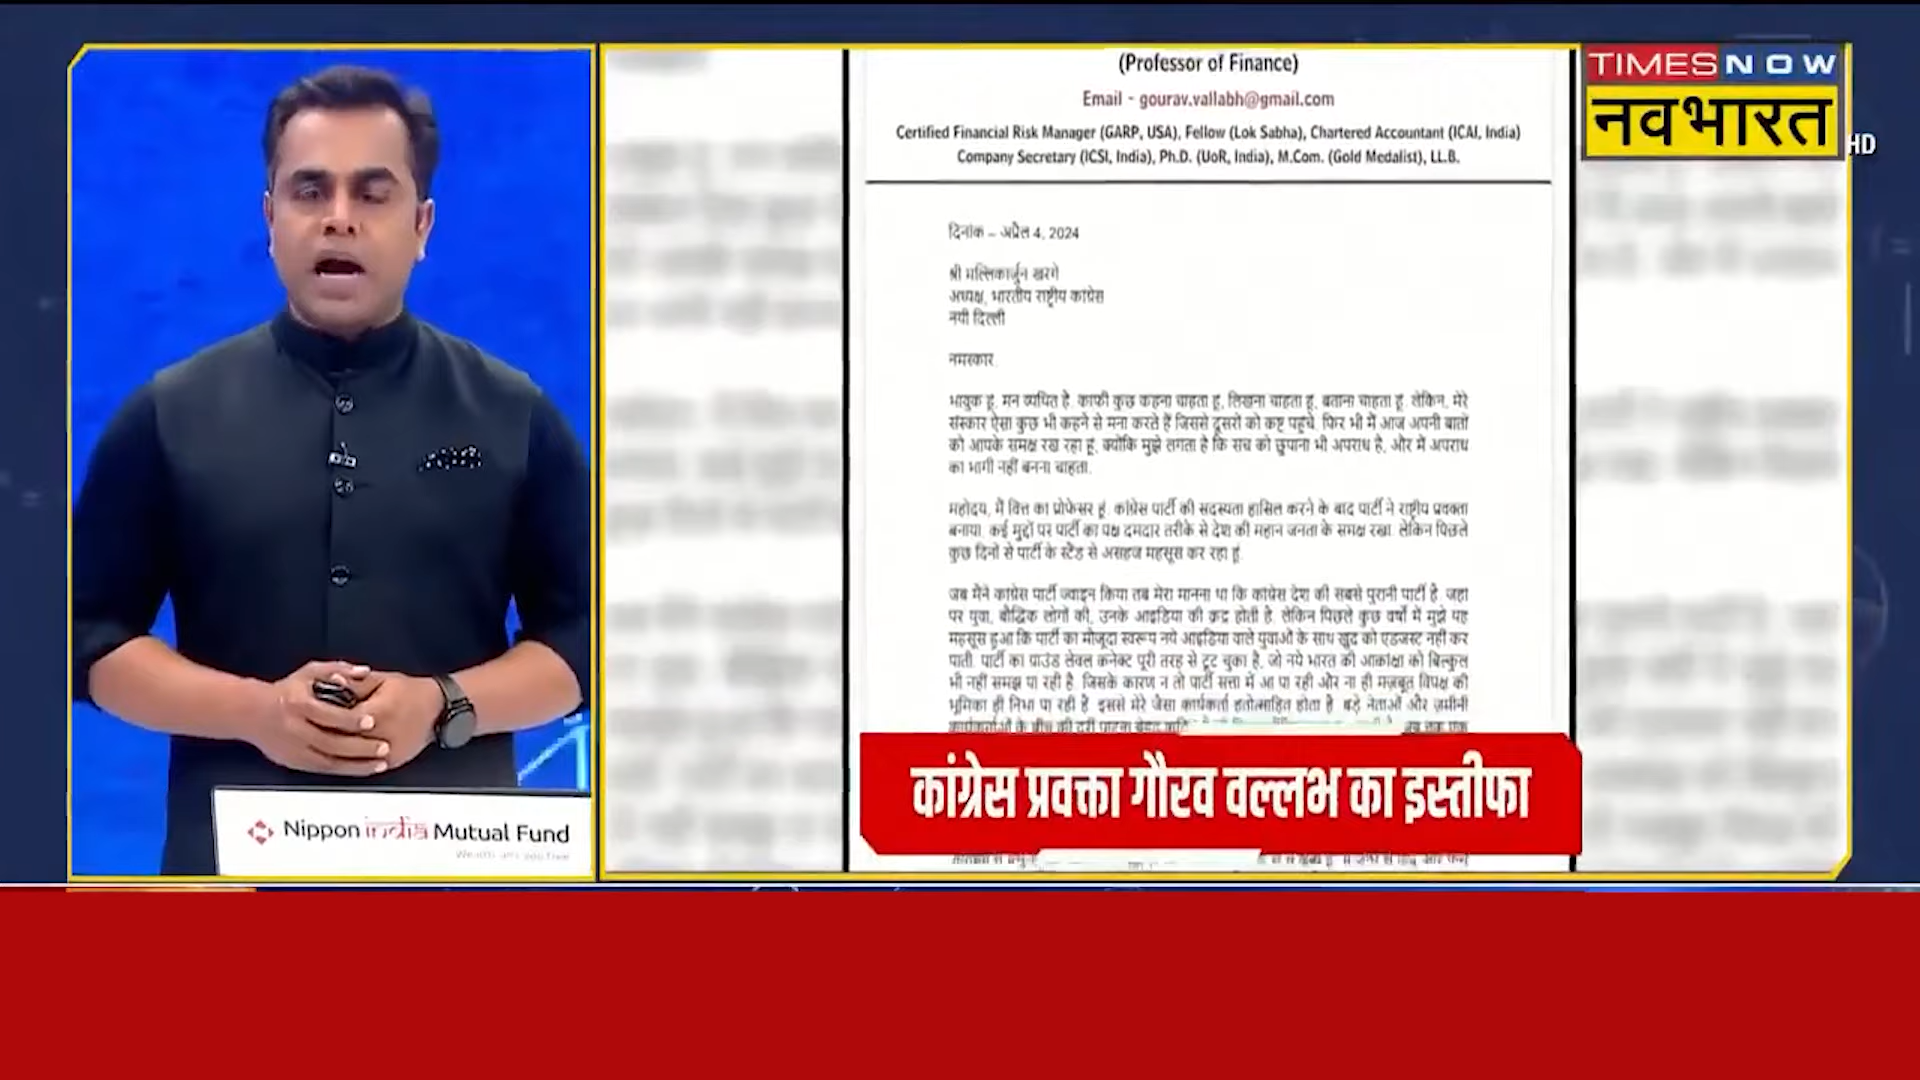 TIMES NOW
नवभारत
HD
(Professor of Finance)
Email - gourav.vallabh@gmail.com
Certified Financial Risk Manager (GARP, USA), Fellow (Lok Sabha), Chartered Accountant (ICAI, India)
Company Secretary (ICSI, India), Ph.D. (UoR, India), M.Com. (Gold Medalist), LL.B.
दिनांक – अप्रैल 4, 2024
श्री मल्लिकार्जुन खरगे
अध्यक्ष, भारतीय राष्ट्रीय कांग्रेस
नयी दिल्ली
नमस्कार.
भावुक हूं. मन व्यथित है. काफी कुछ कहना चाहता हूं, लिखना चाहता हूं, बताना चाहता हूं. लेकिन, मेरे
संस्कार ऐसा कुछ भी कहने से मना करते हैं जिससे दूसरों को कष्ट पहुंचे. फिर भी मैं आज अपनी बातों
को आपके समक्ष रख रहा हूं, क्योंकि मुझे लगता है कि सच को छुपाना भी अपराध है, और मैं अपराध
का भागी नहीं बनना चाहता.
महोदय, मैं वित्त का प्रोफेसर हूं. कांग्रेस पार्टी की सदस्यता हासिल करने के बाद पार्टी ने राष्ट्रीय प्रवक्ता
बनाया. कई मुद्दों पर पार्टी का पक्ष दमदार तरीके से देश की महान जनता के समक्ष रखा. लेकिन पिछले
कुछ दिनों से पार्टी के स्टैंड से असहज महसूस कर रहा हूं.
जब मैंने कांग्रेस पार्टी ज्वाइन किया तब मेरा मानना था कि कांग्रेस देश की सबसे पुरानी पार्टी है. जहां
पर युवा, बौद्धिक लोगों की, उनके आइडिया की कद्र होती है. लेकिन पिछले कुछ वर्षों में मुझे यह
महसूस हुआ कि पार्टी का मौजूदा स्वरूप नये आइडिया वाले युवाओं के साथ खुद को एडजस्ट नहीं कर
पाती. पार्टी का ग्राउंड लेवल कनेक्ट पूरी तरह से टूट चुका है, जो नये भारत की आकांक्षा को बिल्कुल
भी नहीं समझ पा रही है. जिसके कारण न तो पार्टी सत्ता में आ पा रही और ना ही मज़बूत विपक्ष की
भूमिका ही निभा पा रही है. इससे मेरे जैसा कार्यकर्ता हतोत्साहित होता है. बड़े नेताओं और ज़मीनी
कार्यकर्ताओं के बीच की दूरी पाटना बेहद
कांग्रेस प्रवक्ता गौरव वल्लभ का इस्तीफा
Nippon india Mutual Fund